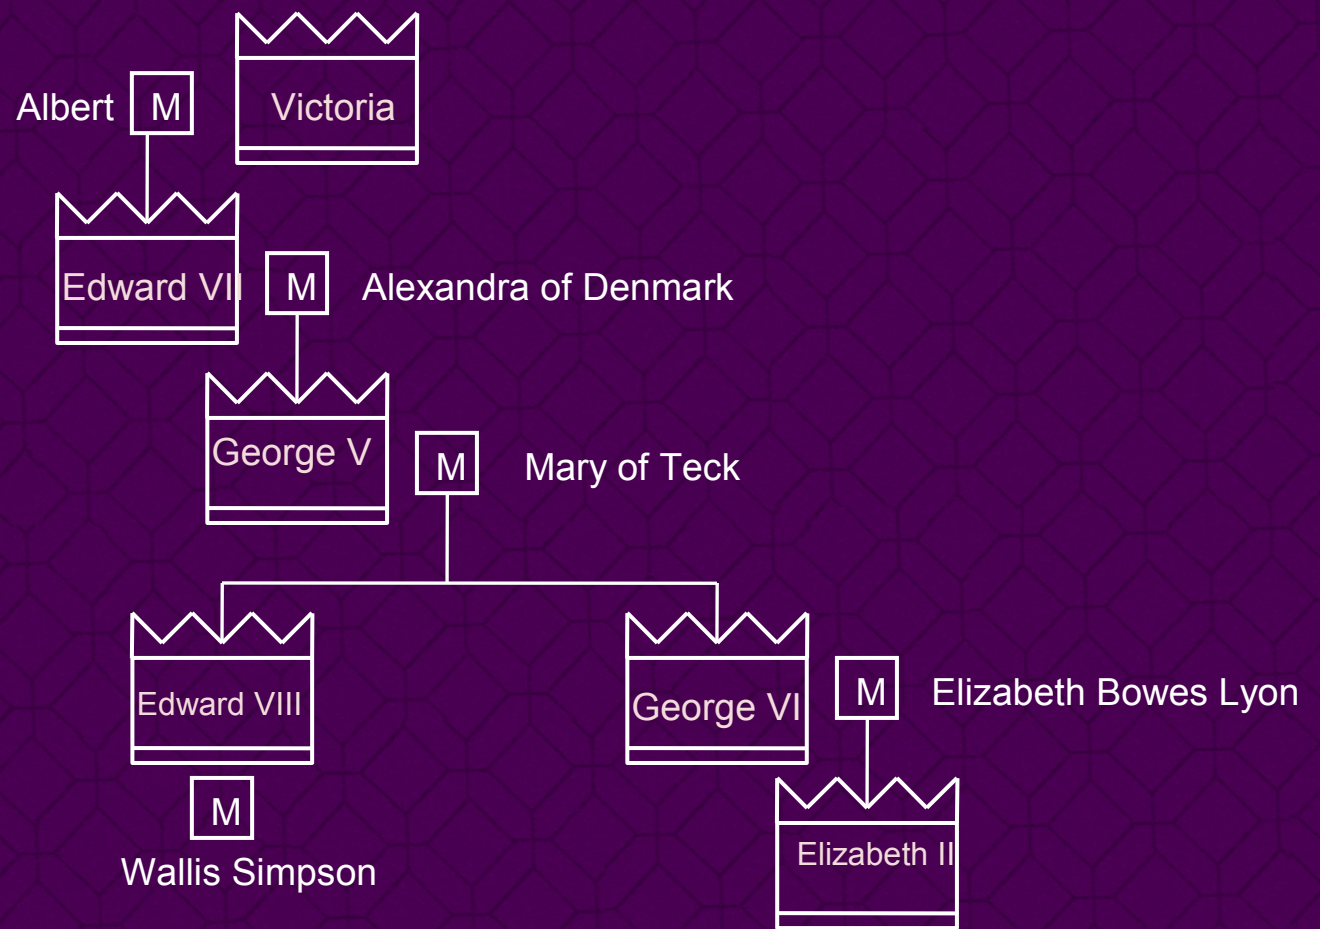 Albert M Victoria
Edward VII M Alexandra of Denmark
George V M Mary of Teck
Edward VIII George VI M Elizabeth Bowes Lyon
M
Wallis Simpson Elizabeth II